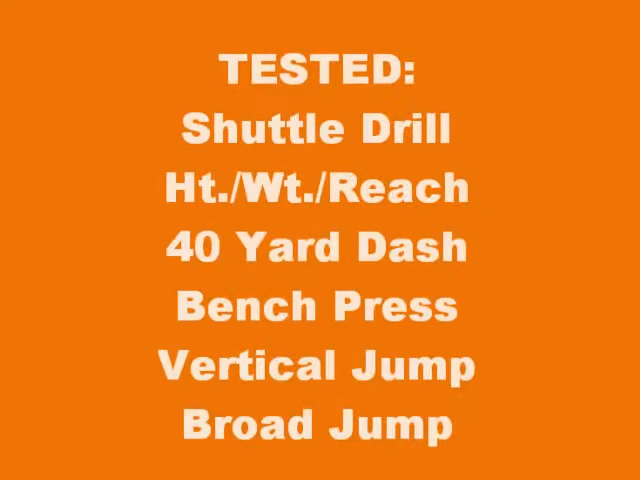 TESTED:
Shuttle Drill
Ht./Wt./Reach
40 Yard Dash
Bench Press
Vertical Jump
Broad Jump